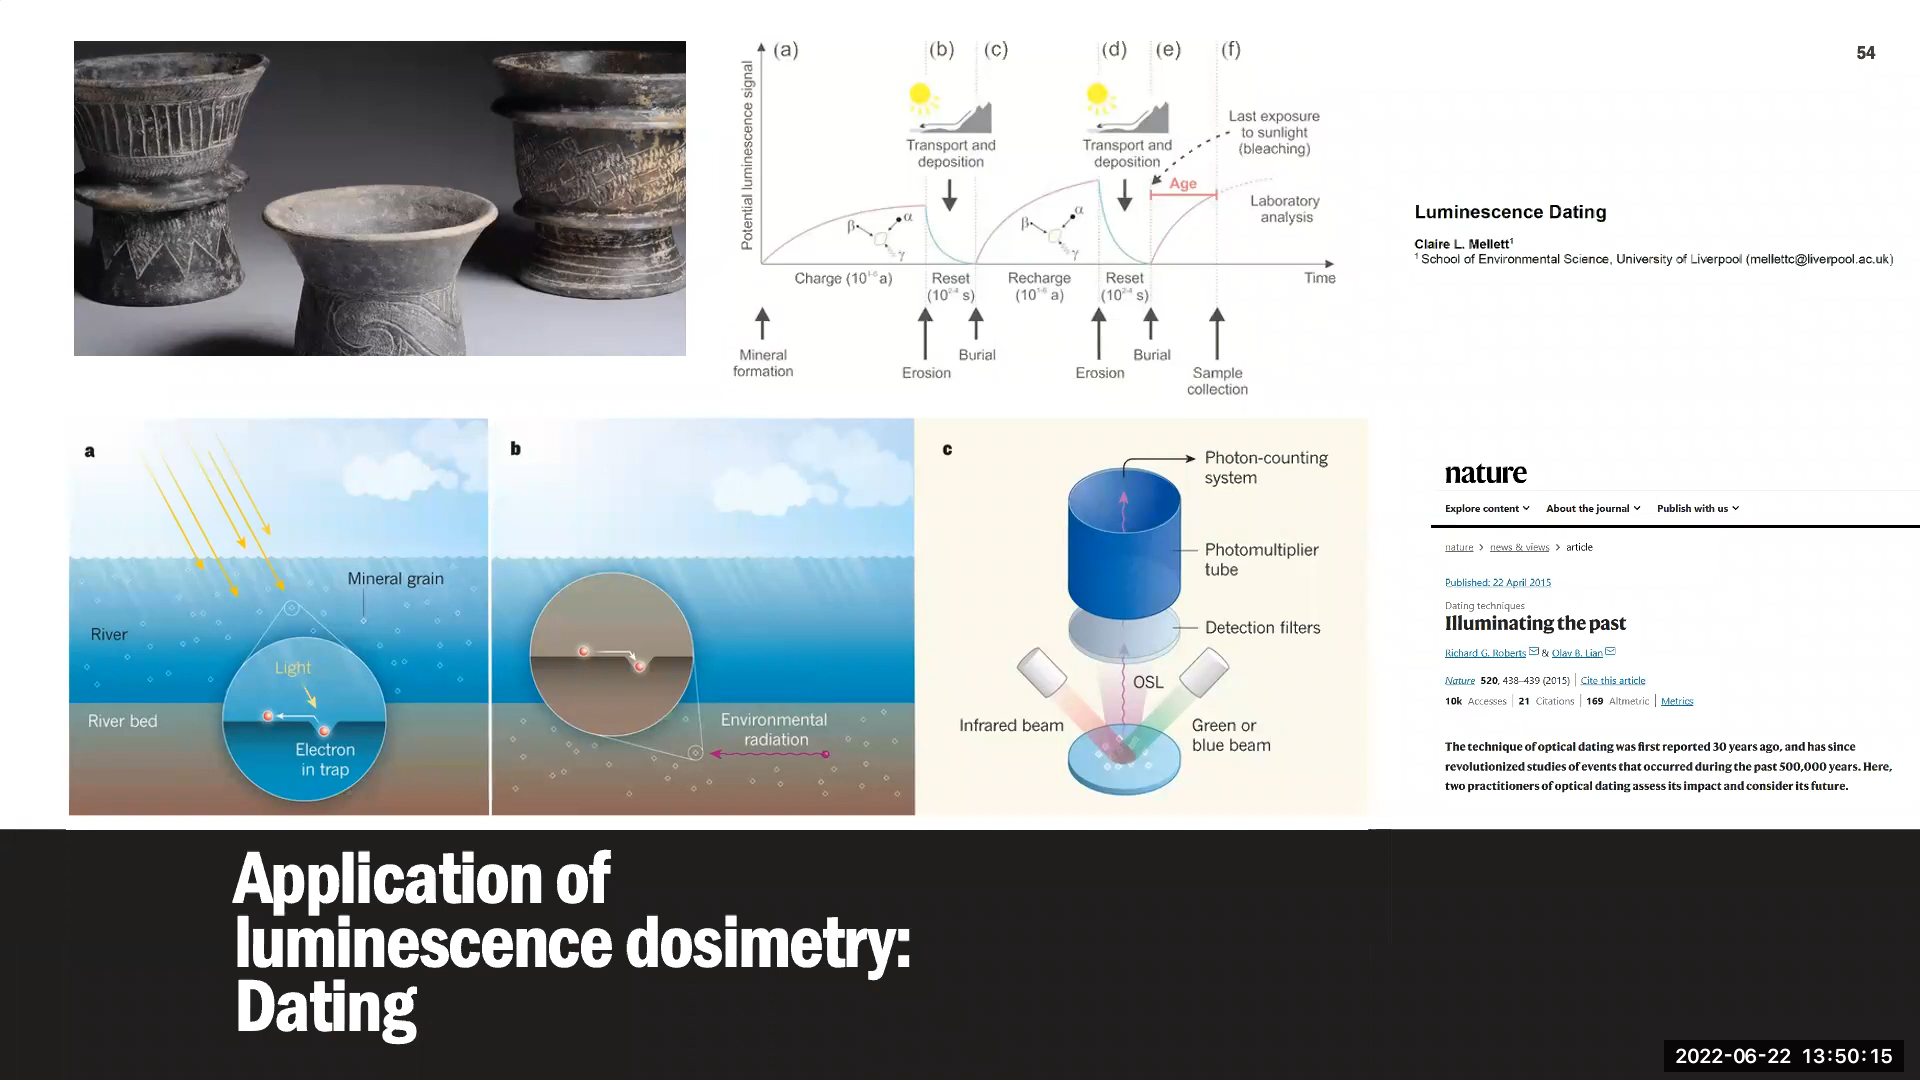 54
(a)
(b)
(c)
(d)
(e)
(f)
Potential luminescence signal
Transport and
deposition
Transport and
deposition
Last exposure
to sunlight
(bleaching)
Age
Laboratory
analysis
β
α
γ
β
α
γ
Charge (10¹⁻⁶ a)
Reset
(10²⁻⁴ s)
Recharge
(10¹⁻⁶ a)
Reset
(10²⁻⁴ s)
Time
Mineral
formation
Erosion
Burial
Erosion
Burial
Sample
collection
Luminescence Dating
Claire L. Mellett¹
¹ School of Environmental Science, University of Liverpool (mellettc@liverpool.ac.uk)
a
Mineral grain
River
Light
River bed
Electron
in trap
b
Environmental
radiation
c
Photon-counting
system
Photomultiplier
tube
Detection filters
OSL
Infrared beam
Green or
blue beam
nature
Explore content About the journal Publish with us
nature > news & views > article
Published: 22 April 2015
Dating techniques
Illuminating the past
Richard G. Roberts & Olav B. Lian
Nature 520, 438–439 (2015) | Cite this article
10k Accesses | 21 Citations | 169 Altmetric | Metrics
The technique of optical dating was first reported 30 years ago, and has since
revolutionized studies of events that occurred during the past 500,000 years. Here,
two practitioners of optical dating assess its impact and consider its future.
Application of
luminescence dosimetry:
Dating
2022-06-22 13:50:15